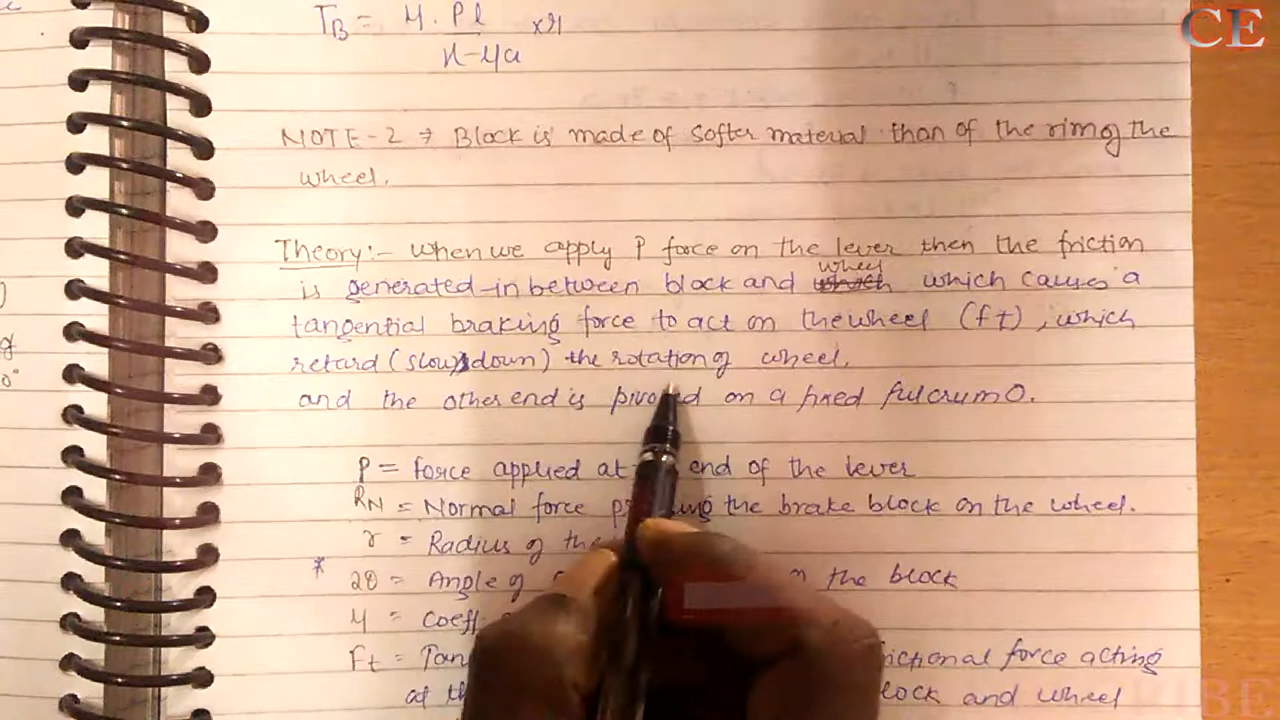 CE
TB = μ. Pl / x-μa × r
NOTE-2 → Block is made of softer material than of the rim of the
wheel.
Theory:- when we apply P force on the lever then the friction
is generated in between block and wheel which causes a
tangential braking force to act on the wheel (ft), which
retard (slow down) the rotation of wheel.
and the other end is on a fixed fulcrum O.
P = force applied at end of the lever
RN = Normal force the brake block on the wheel.
r = Radius of the
* 2θ = Angle of on the block
μ = coeff
Ft = frictional force acting
at block and wheel
of